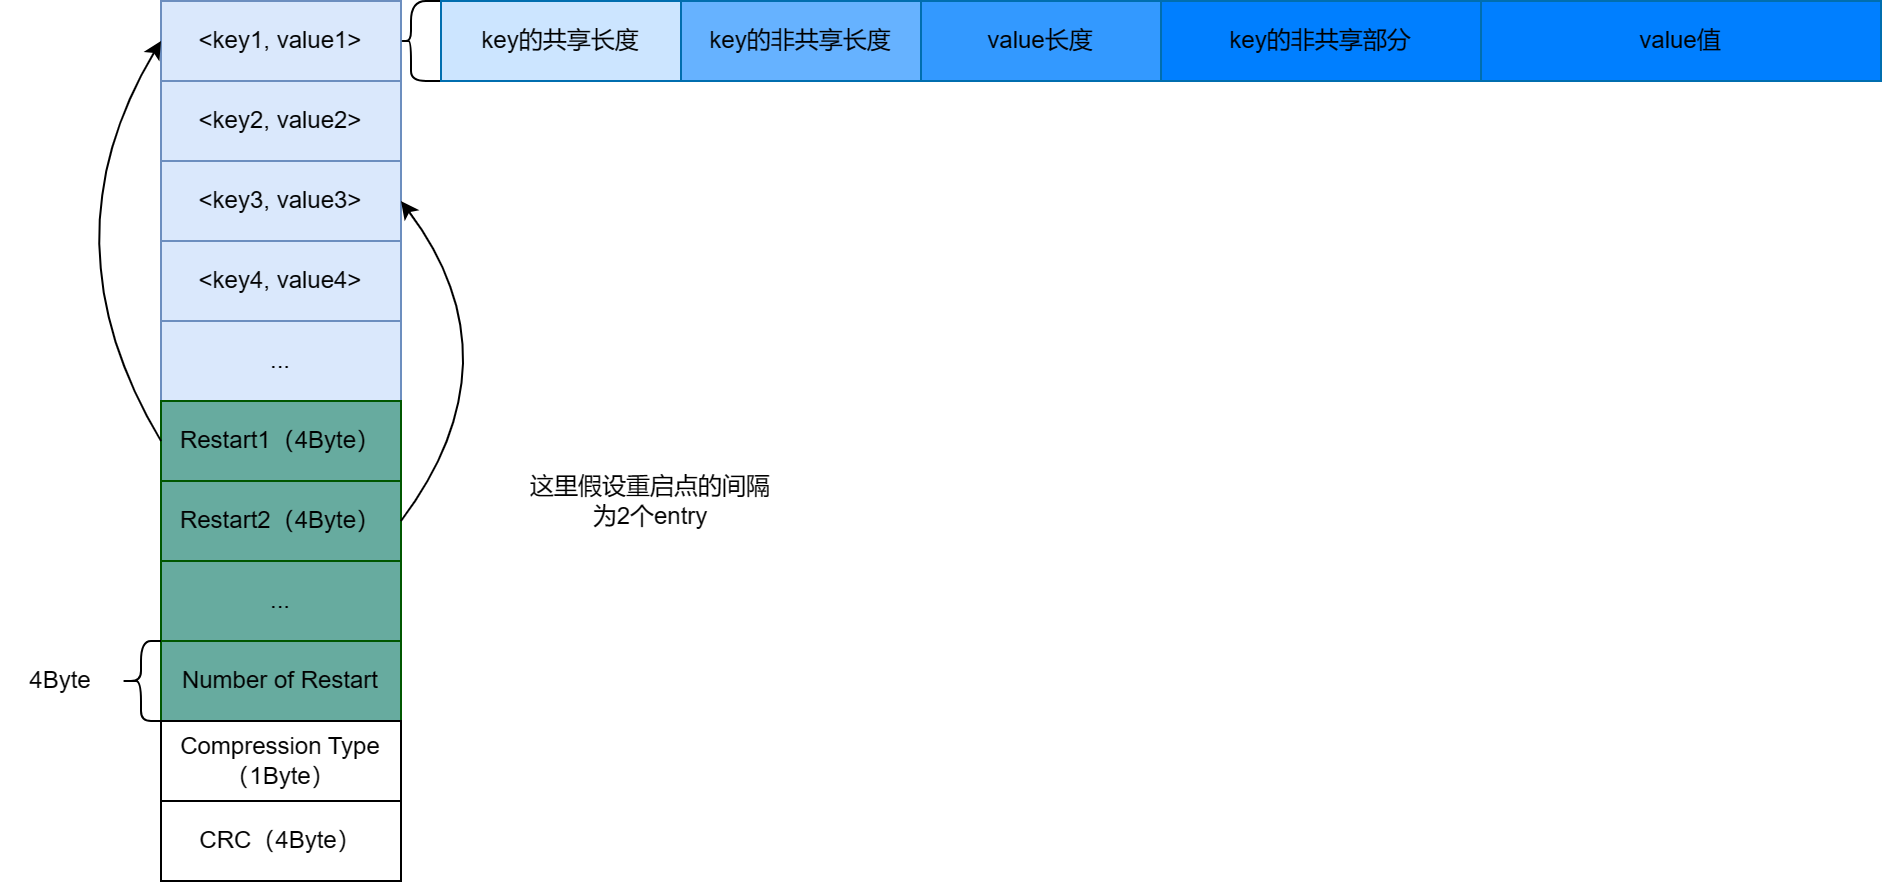 <key1, value1>
key的共享长度
key的非共享长度
value长度
key的非共享部分
value值
<key2, value2>
<key3, value3>
<key4, value4>
...
Restart1（4Byte）
Restart2（4Byte）
这里假设重启点的间隔
为2个entry
...
4Byte
Number of Restart
Compression Type
（1Byte）
CRC（4Byte）